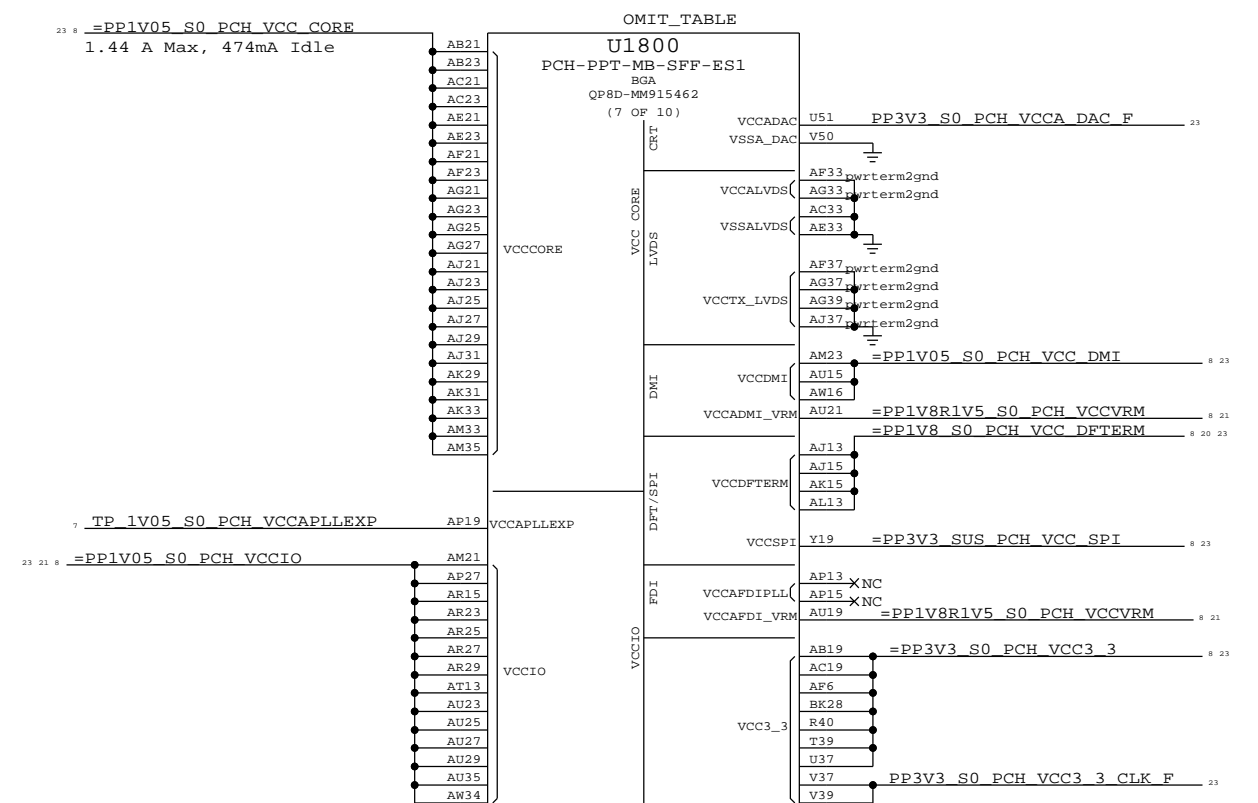 OMIT_TABLE
U1800
PCH-PPT-MB-SFF-ES1
BGA
QP8D-MM915462
(7 OF 10)
23 8 =PP1V05_S0_PCH_VCC_CORE
1.44 A Max, 474mA Idle
AB21
AB23
AC21
AC23
AE21
AE23
AF21
AF23
AG21
AG23
AG25
AG27
AJ21
AJ23
AJ25
AJ27
AJ29
AJ31
AK29
AK31
AK33
AM33
AM35
VCCCORE
7 TP_1V05_S0_PCH_VCCAPLLEXP AP19 VCCAPLLEXP
23 21 8 =PP1V05_S0_PCH_VCCIO AM21
AP27
AR15
AR23
AR25
AR27
AR29
AT13
AU23
AU25
AU27
AU29
AU35
AW34
VCCIO
VCC CORE
VCCIO
CRT
LVDS
DMI
DFT/SPI
FDI
VCCADAC U51 PP3V3_S0_PCH_VCCA_DAC_F 23
VSSA_DAC V50
VCCALVDS
AF33 pwrterm2gnd
AG33 pwrterm2gnd
VSSALVDS
AC33
AE33
VCCTX_LVDS
AF37 pwrterm2gnd
AG37 pwrterm2gnd
AG39 pwrterm2gnd
AJ37 pwrterm2gnd
VCCDMI
AM23 =PP1V05_S0_PCH_VCC_DMI 8 23
AU15
AW16
VCCADMI_VRM AU21 =PP1V8R1V5_S0_PCH_VCCVRM 8 21
=PP1V8_S0_PCH_VCC_DFTERM 8 20 23
VCCDFTERM
AJ13
AJ15
AK15
AL13
VCCSPI Y19 =PP3V3_SUS_PCH_VCC_SPI 8 23
VCCAFDIPLL
AP13 NC
AP15 NC
VCCAFDI_VRM AU19 =PP1V8R1V5_S0_PCH_VCCVRM 8 21
VCC3_3
AB19 =PP3V3_S0_PCH_VCC3_3 8 23
AC19
AF6
BK28
R40
T39
U37
V37 PP3V3_S0_PCH_VCC3_3_CLK_F 23
V39